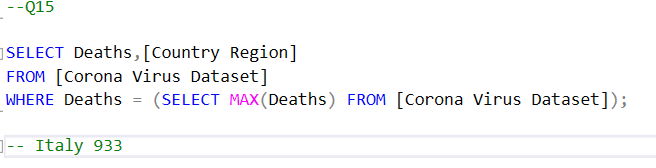 --Q15
SELECT Deaths,[Country Region]
FROM [Corona Virus Dataset]
WHERE Deaths = (SELECT MAX(Deaths) FROM [Corona Virus Dataset]);
-- Italy 933